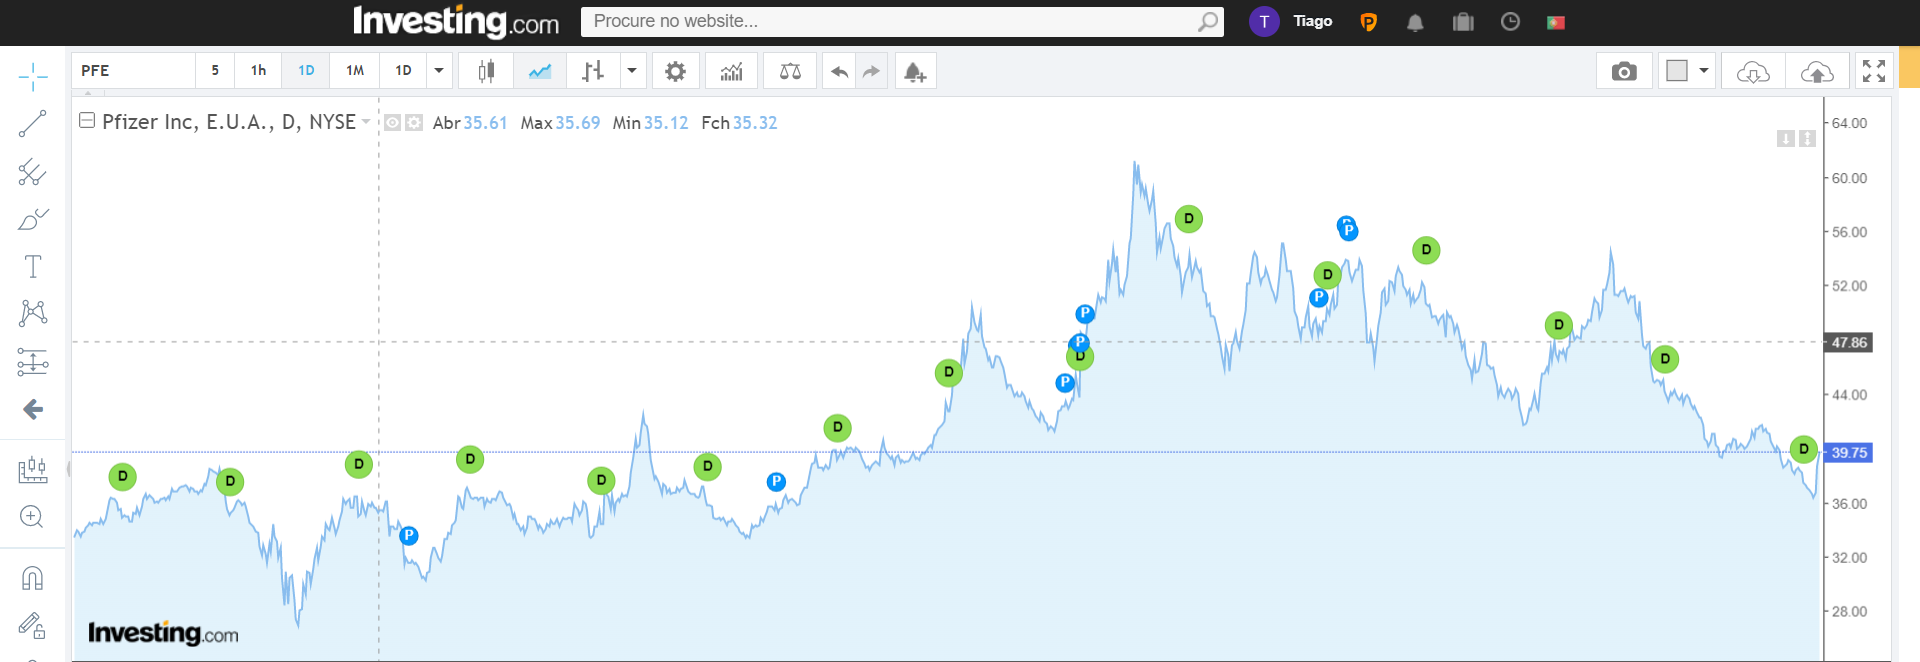 Investing.com
Procure no website...
T
Tiago
P
PFE
5
1h
1D
1M
1D
Pfizer Inc, E.U.A., D, NYSE
Abr 35.61 Max 35.69 Min 35.12 Fch 35.32
64.00
60.00
56.00
52.00
47.86
44.00
39.75
36.00
32.00
28.00
D
D
D
P
D
D
D
P
D
D
P
D
P
P
D
P
D
P
P
D
D
D
D
T
Investing.com